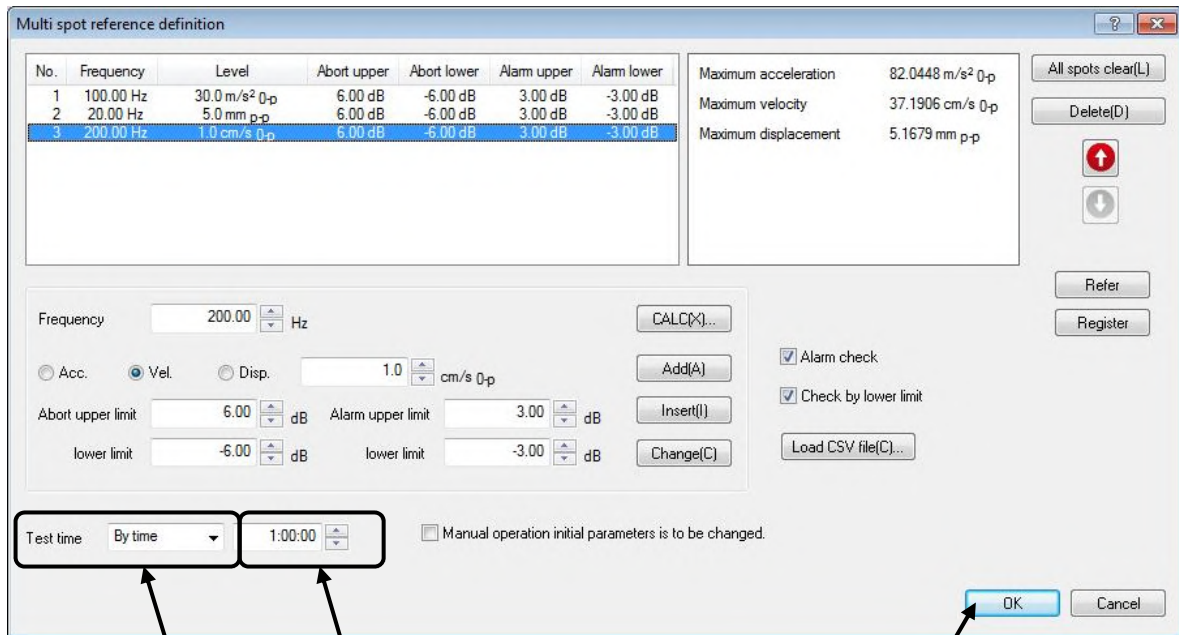 Multi spot reference definition
No. Frequency Level Abort upper Abort lower Alarm upper Alarm lower
1 100.00 Hz 30.0 m/s² 0-p 6.00 dB -6.00 dB 3.00 dB -3.00 dB
2 20.00 Hz 5.0 mm p-p 6.00 dB -6.00 dB 3.00 dB -3.00 dB
3 200.00 Hz 1.0 cm/s 0-p 6.00 dB -6.00 dB 3.00 dB -3.00 dB
Maximum acceleration 82.0448 m/s² 0-p
Maximum velocity 37.1906 cm/s 0-p
Maximum displacement 5.1679 mm p-p
All spots clear(L)
Delete(D)
Refer
Register
Frequency 200.00 Hz CALC(X)...
Acc. Vel. Disp. 1.0 cm/s 0-p Add(A)
Abort upper limit 6.00 dB Alarm upper limit 3.00 dB Insert(I)
lower limit -6.00 dB lower limit -3.00 dB Change(C)
Alarm check
Check by lower limit
Load CSV file(C)...
Test time By time 1:00:00 Manual operation initial parameters is to be changed.
OK Cancel